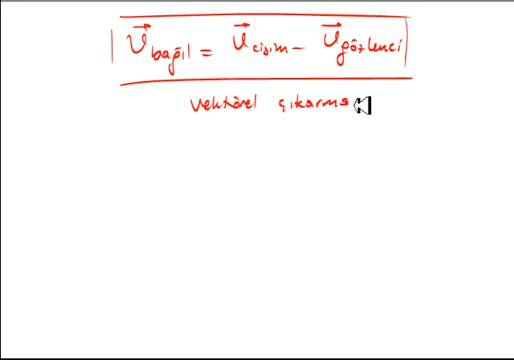 |V⃗bağıl = V⃗cisim - V⃗gözlenci|
vektörel çıkarma